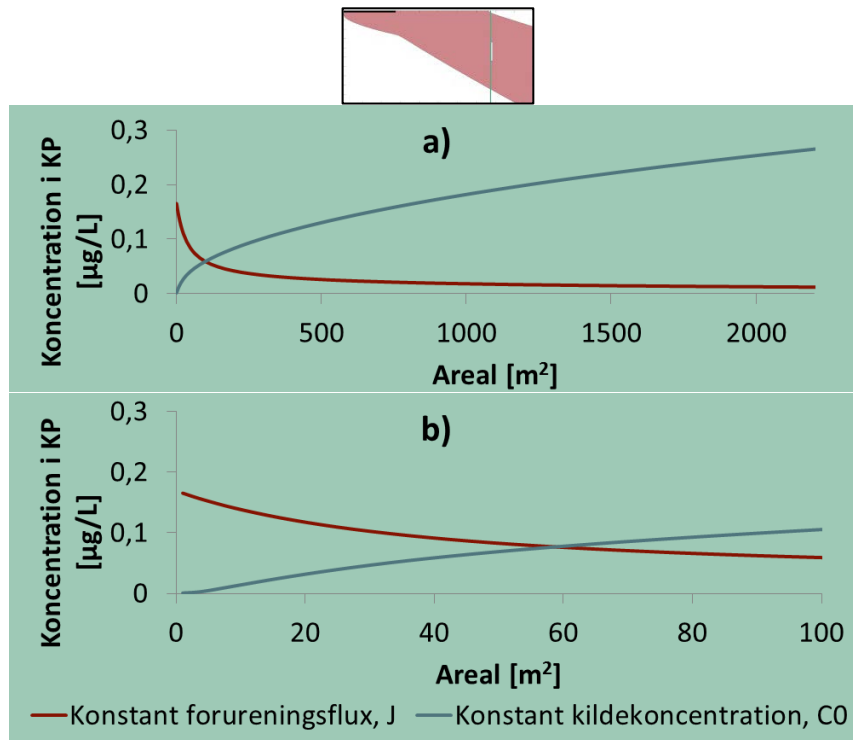 a)
Koncentration i KP
[µg/L]
0,3
0,2
0,1
0
0 500 1000 1500 2000
Areal [m²]
b)
Koncentration i KP
[µg/L]
0,3
0,2
0,1
0
0 20 40 60 80 100
Areal [m²]
Konstant forureningsflux, J Konstant kildekoncentration, C0